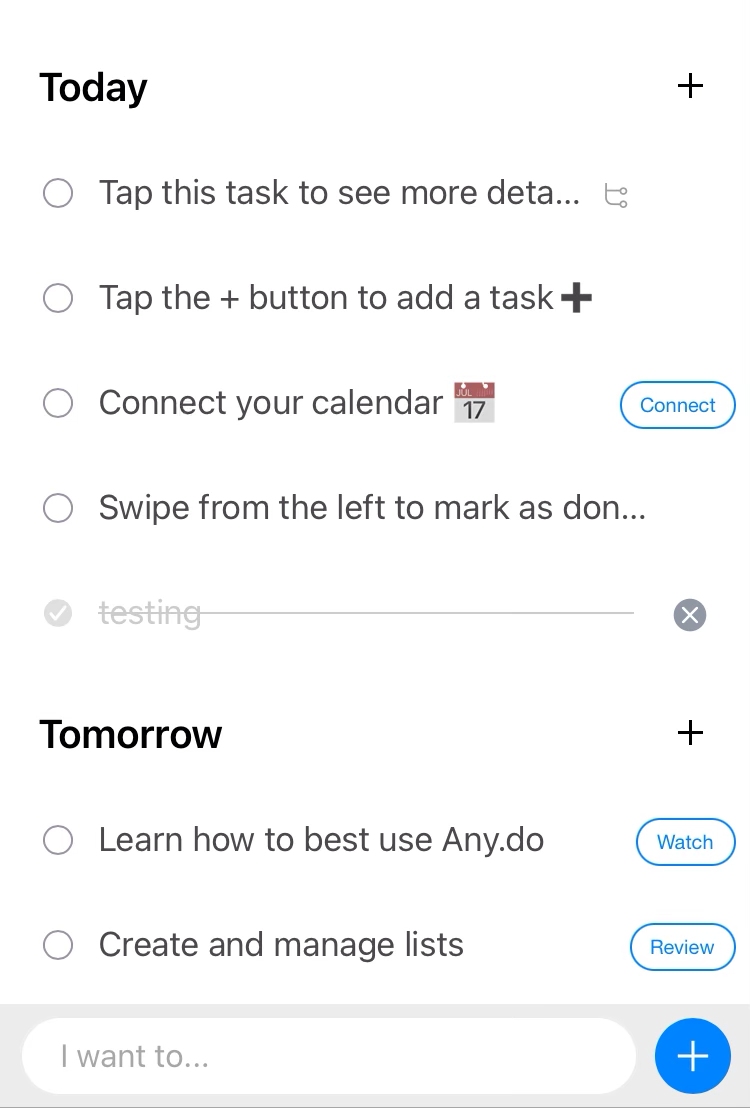 Today
Tap this task to see more deta...
Tap the + button to add a task ➕
Connect your calendar 📅 JUL 17 Connect
Swipe from the left to mark as don...
testing
Tomorrow
Learn how to best use Any.do Watch
Create and manage lists Review
I want to...